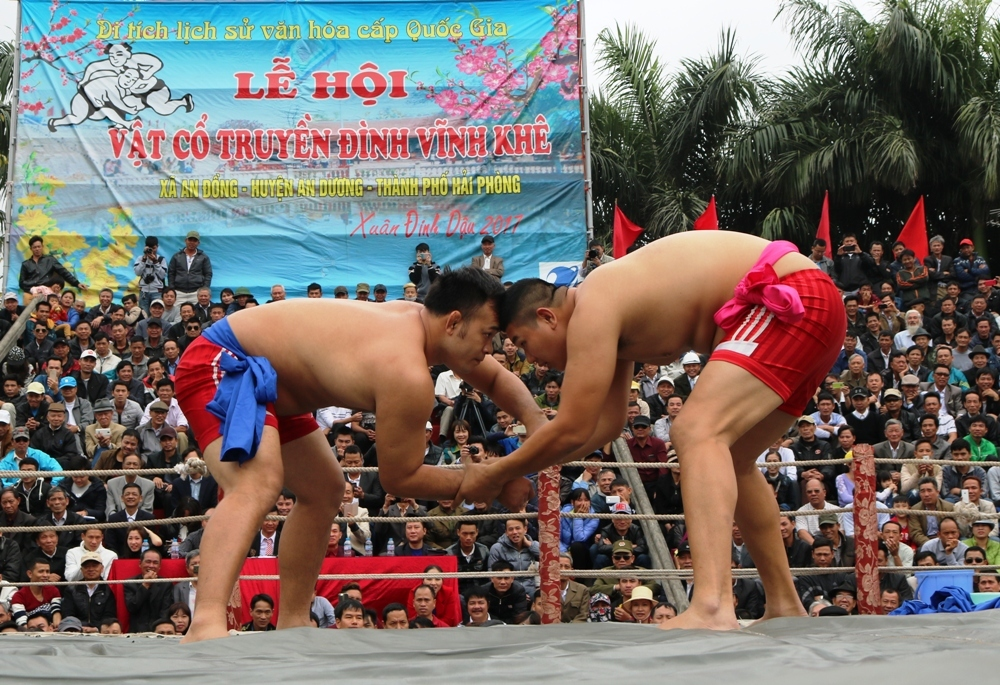 Di tích lịch sử văn hóa cấp Quốc Gia
LỄ HỘI
VẬT CỔ TRUYỀN ĐÌNH VĨNH KHÊ
XÃ AN ĐỒNG - HUYỆN AN DƯƠNG - THÀNH PHỐ HẢI PHÒNG
Xuân Đinh Dậu 2017